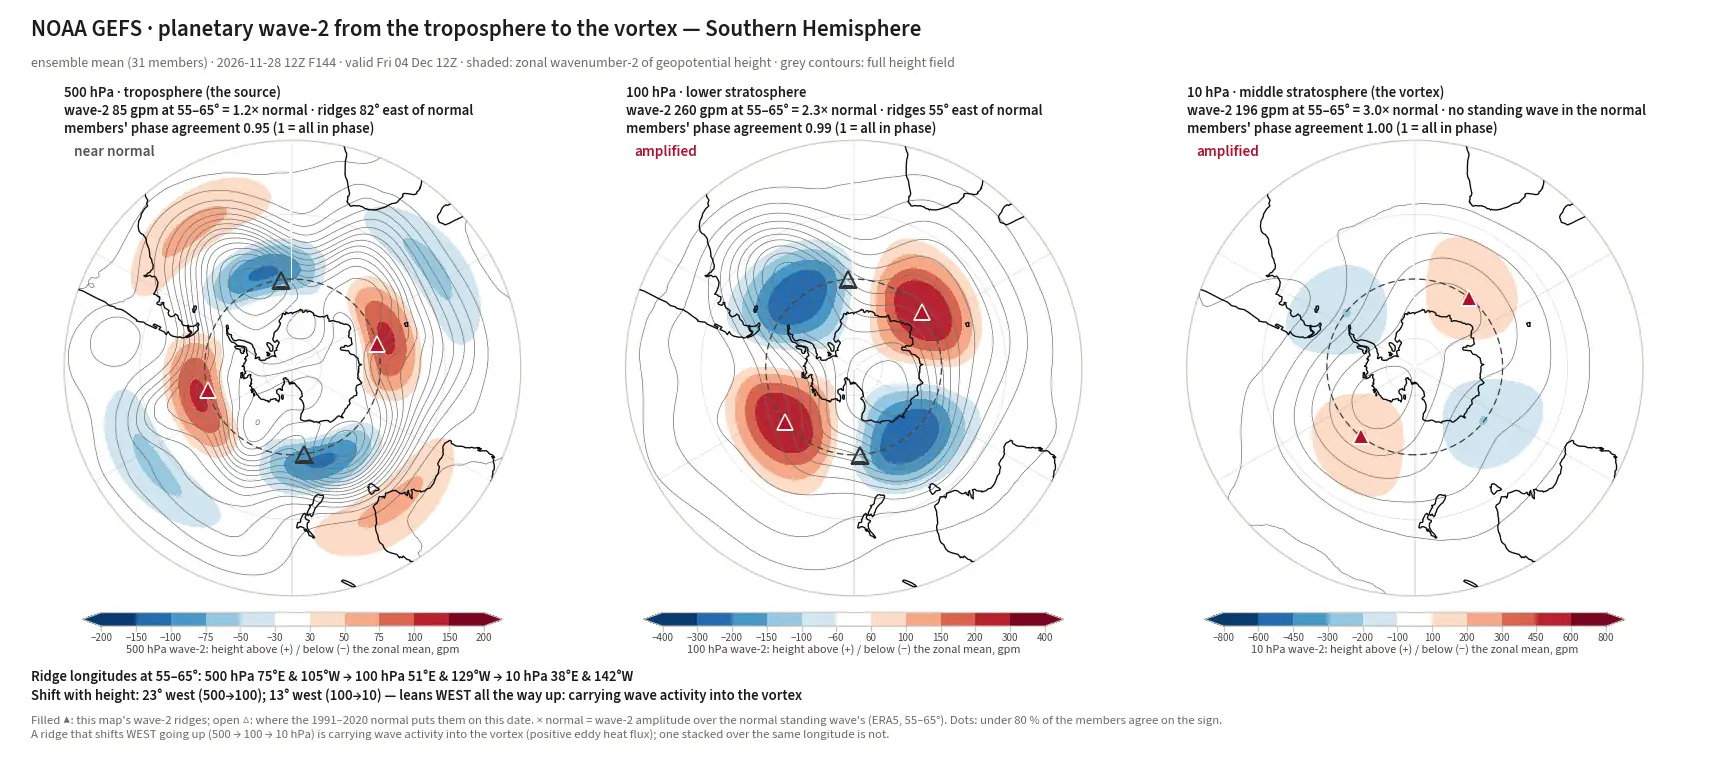 NOAA GEFS · planetary wave-2 from the troposphere to the vortex — Southern Hemisphere
ensemble mean (31 members) · 2026-11-28 12Z F144 · valid Fri 04 Dec 12Z · shaded: zonal wavenumber-2 of geopotential height · grey contours: full height field
500 hPa · troposphere (the source)
wave-2 85 gpm at 55–65° = 1.2× normal · ridges 82° east of normal
members' phase agreement 0.95 (1 = all in phase)
near normal
100 hPa · lower stratosphere
wave-2 260 gpm at 55–65° = 2.3× normal · ridges 55° east of normal
members' phase agreement 0.99 (1 = all in phase)
amplified
10 hPa · middle stratosphere (the vortex)
wave-2 196 gpm at 55–65° = 3.0× normal · no standing wave in the normal
members' phase agreement 1.00 (1 = all in phase)
amplified
−200 −150 −100 −75 −50 −30 30 50 75 100 150 200
500 hPa wave-2: height above (+) / below (−) the zonal mean, gpm
−400 −300 −200 −150 −100 −60 60 100 150 200 300 400
100 hPa wave-2: height above (+) / below (−) the zonal mean, gpm
−800 −600 −450 −300 −200 −100 100 200 300 450 600 800
10 hPa wave-2: height above (+) / below (−) the zonal mean, gpm
Ridge longitudes at 55–65°: 500 hPa 75°E & 105°W → 100 hPa 51°E & 129°W → 10 hPa 38°E & 142°W
Shift with height: 23° west (500→100); 13° west (100→10) — leans WEST all the way up: carrying wave activity into the vortex
Filled ▲: this map's wave-2 ridges; open △: where the 1991–2020 normal puts them on this date. × normal = wave-2 amplitude over the normal standing wave's (ERA5, 55–65°). Dots: under 80 % of the members agree on the sign.
A ridge that shifts WEST going up (500 → 100 → 10 hPa) is carrying wave activity into the vortex (positive eddy heat flux); one stacked over the same longitude is not.